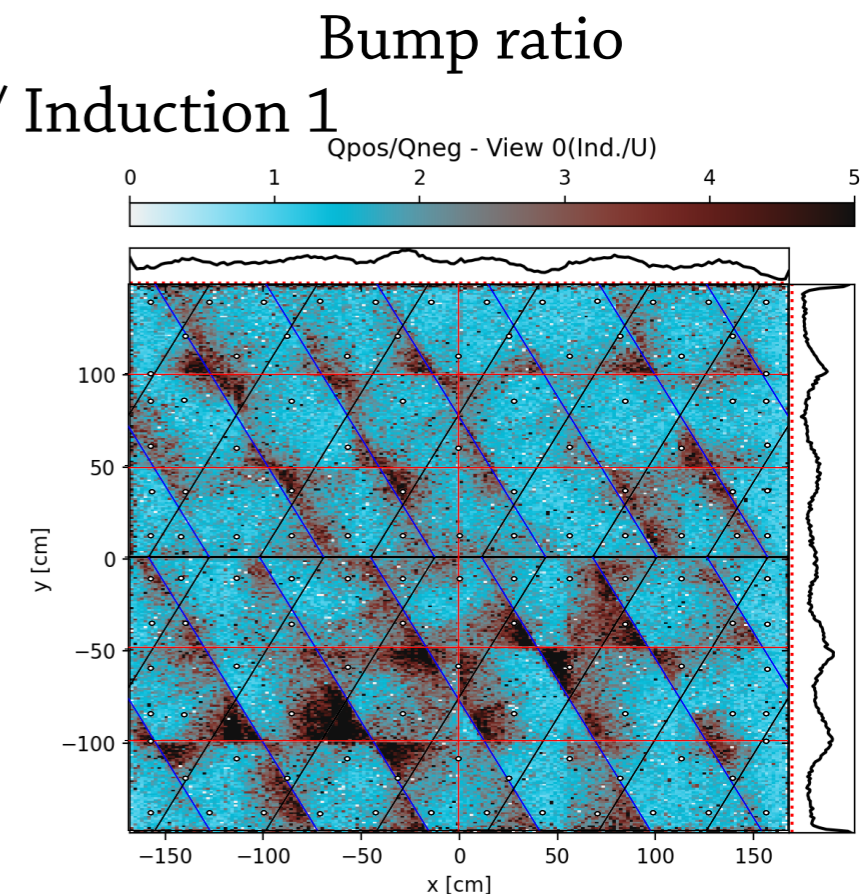 Bump ratio
/ Induction 1
Qpos/Qneg - View 0(Ind./U)
0 1 2 3 4 5
100
50
0
−50
−100
y [cm]
−150 −100 −50 0 50 100 150
x [cm]